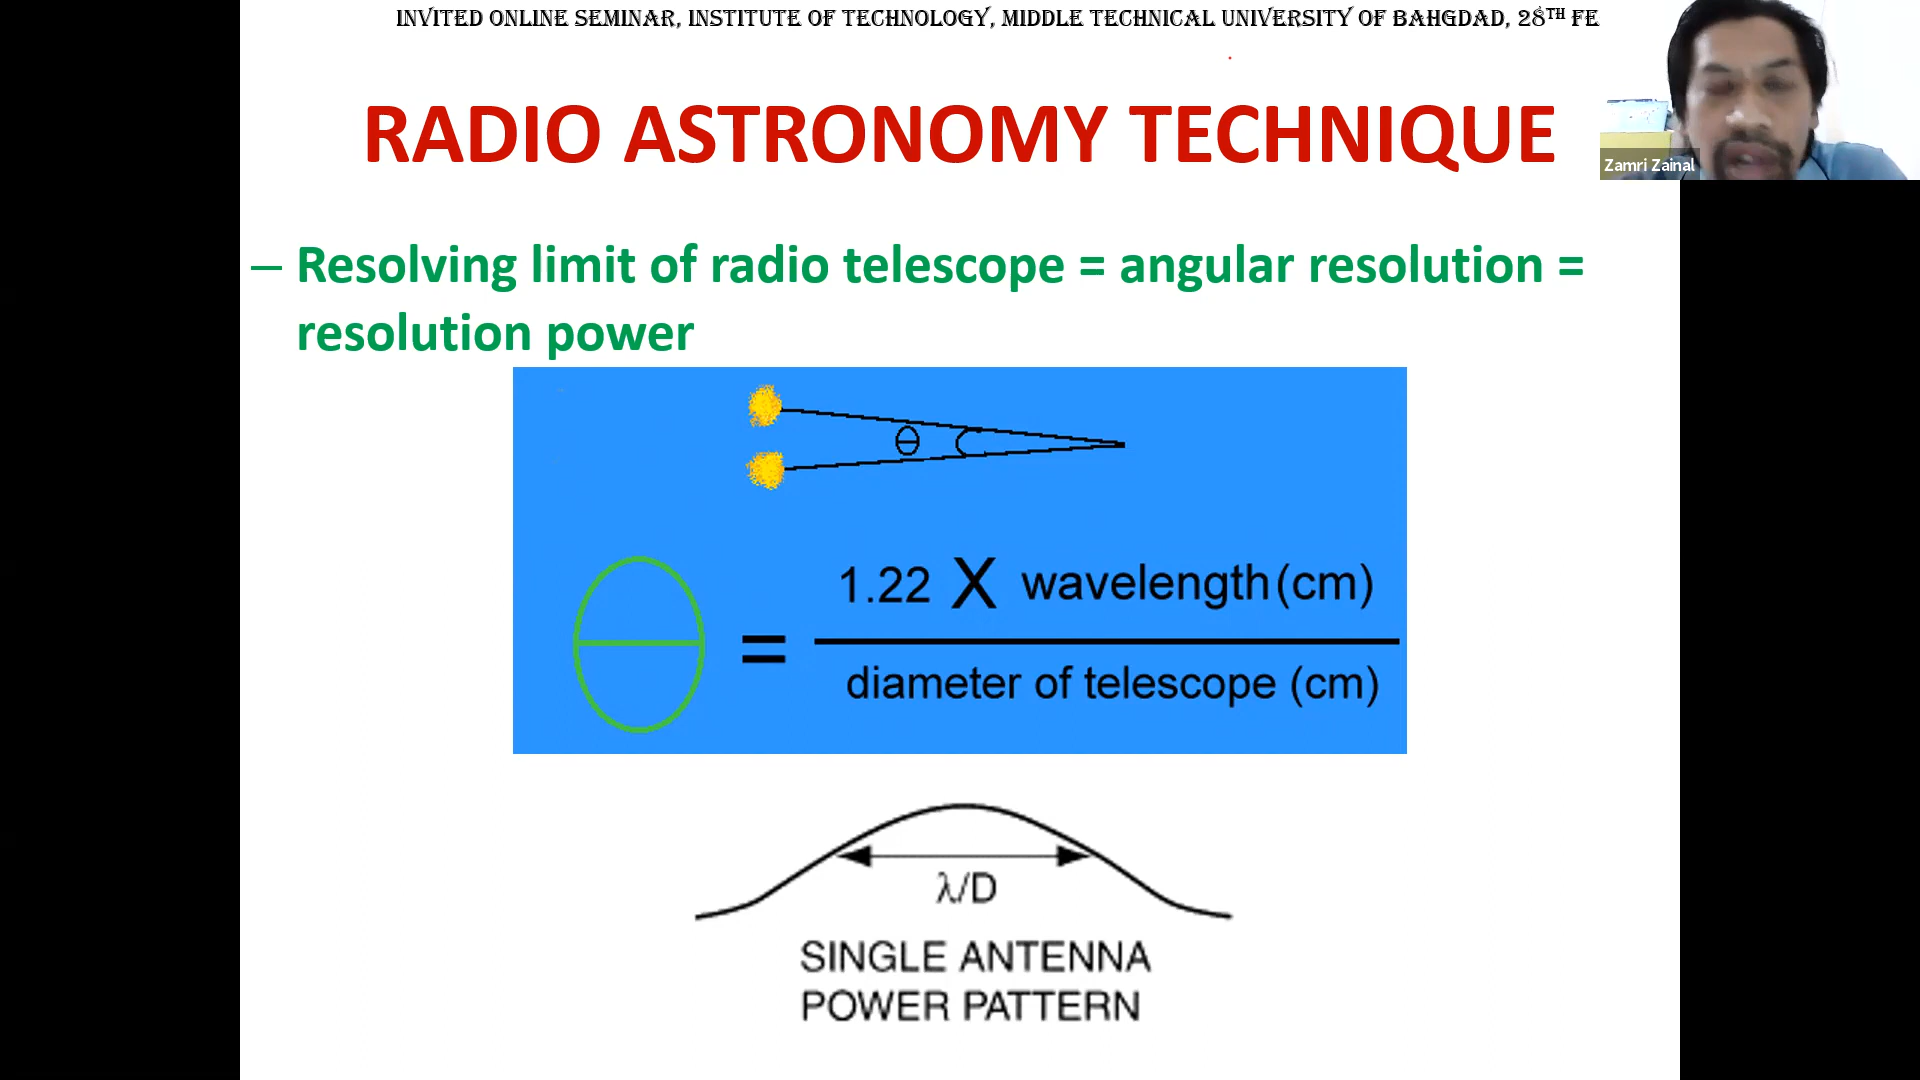 INVITED ONLINE SEMINAR, INSTITUTE OF TECHNOLOGY, MIDDLE TECHNICAL UNIVERSITY OF BAHGDAD, 28TH FE
RADIO ASTRONOMY TECHNIQUE
Zamri Zainal
– Resolving limit of radio telescope = angular resolution =
resolution power
Θ
Θ = 1.22 X wavelength (cm)
diameter of telescope (cm)
λ/D
SINGLE ANTENNA
POWER PATTERN